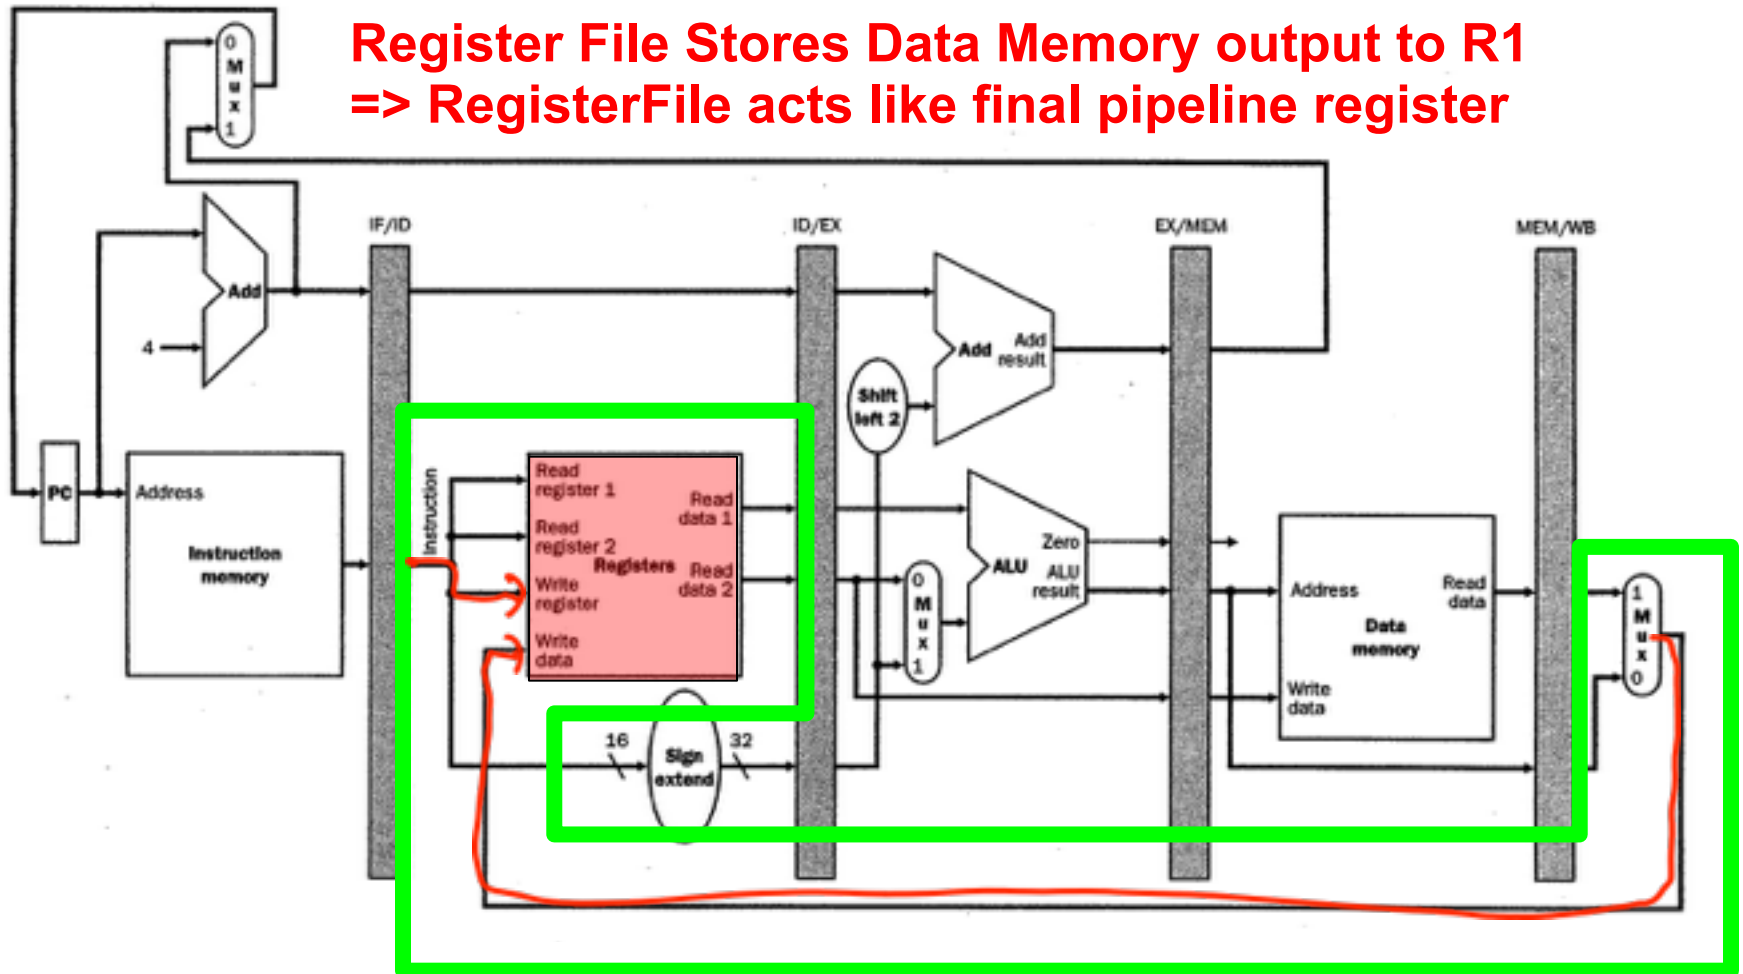 Register File Stores Data Memory output to R1
=> RegisterFile acts like final pipeline register
0
M
u
x
1
IF/ID
ID/EX
EX/MEM
MEM/WB
Add
4
Add
Add
result
Shift
left 2
PC
Address
Instruction
memory
Instruction
Read
register 1
Read
register 2
Write
register
Write
data
Registers
Read
data 1
Read
data 2
16
Sign
extend
32
0
M
u
x
1
Zero
ALU
ALU
result
Address
Read
data
Data
memory
Write
data
1
M
u
x
0